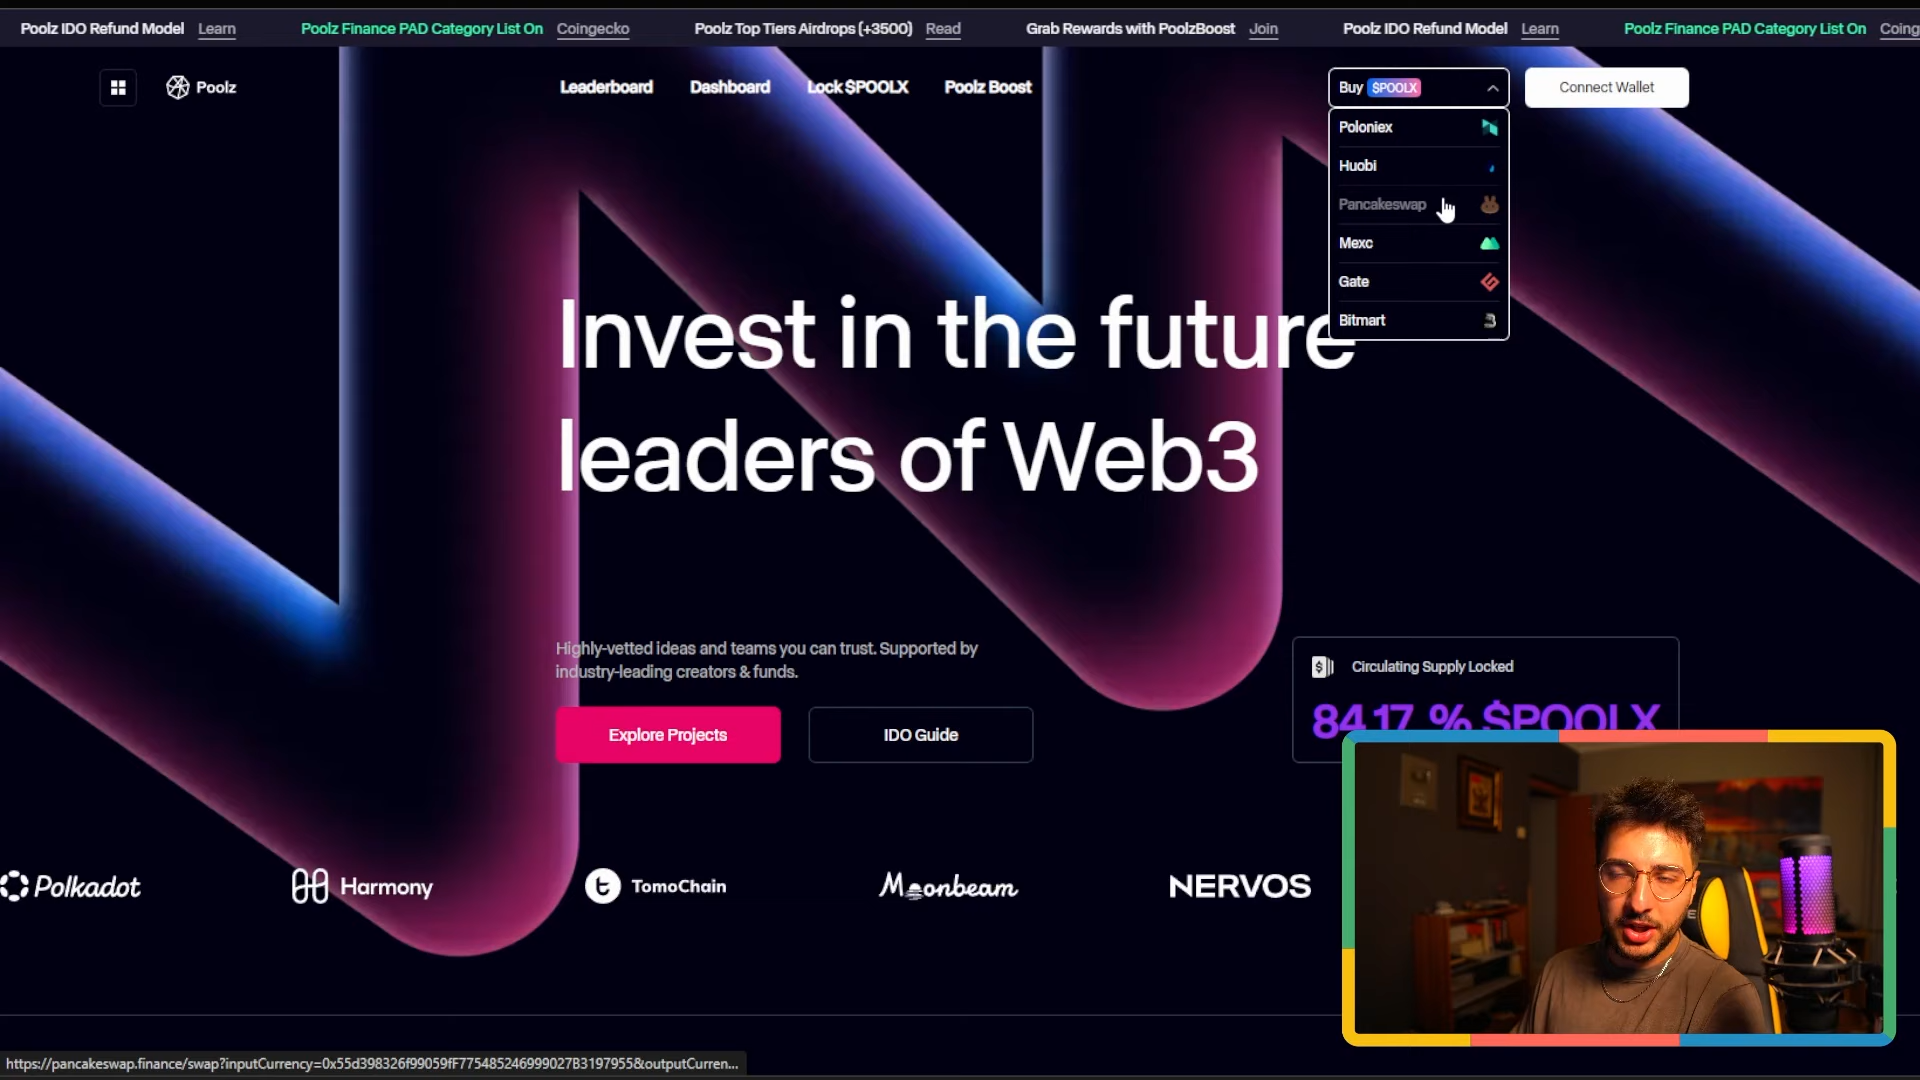 Poolz IDO Refund Model Learn Poolz Finance PAD Category List On Coingecko Poolz Top Tiers Airdrops (+3500) Read Grab Rewards with PoolzBoost Join Poolz IDO Refund Model Learn Poolz Finance PAD Category List On Coing
Poolz Leaderboard Dashboard Lock $POOLX Poolz Boost Buy $POOLX Connect Wallet
Poloniex
Huobi
Pancakeswap
Mexc
Gate
Bitmart
Invest in the future
leaders of Web3
Highly-vetted ideas and teams you can trust. Supported by
industry-leading creators & funds.
Explore Projects IDO Guide
Circulating Supply Locked
84.17 % $POOLX
Polkadot Harmony TomoChain Moonbeam NERVOS
https://pancakeswap.finance/swap?inputCurrency=0x55d398326f99059fF775485246999027B3197955&outputCurren...